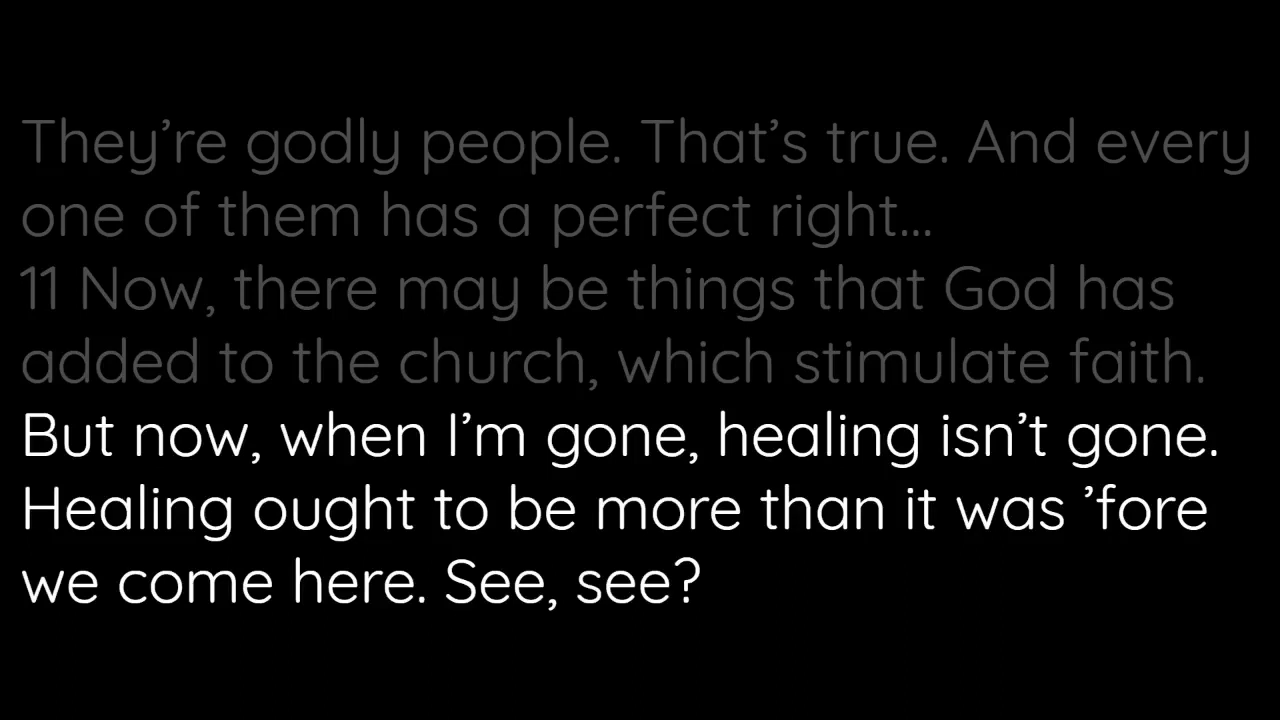 They’re godly people. That’s true. And every
one of them has a perfect right...
11 Now, there may be things that God has
added to the church, which stimulate faith.
But now, when I’m gone, healing isn’t gone.
Healing ought to be more than it was ’fore
we come here. See, see?